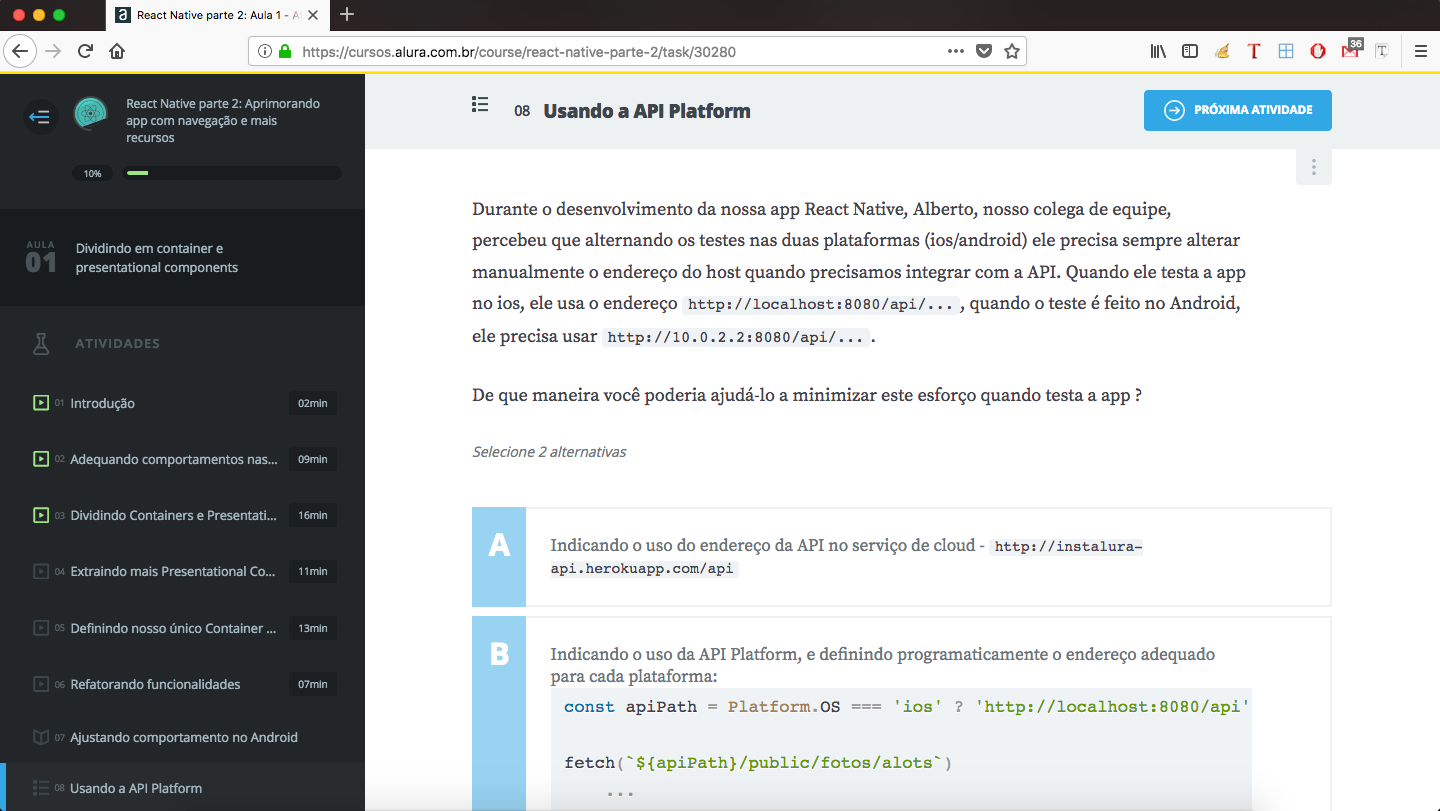 React Native parte 2: Aula 1 - A
https://cursos.alura.com.br/course/react-native-parte-2/task/30280
36
React Native parte 2: Aprimorando
app com navegação e mais
recursos
10%
AULA
01
Dividindo em container e
presentational components
ATIVIDADES
01 Introdução 02min
02 Adequando comportamentos nas... 09min
03 Dividindo Containers e Presentati... 16min
04 Extraindo mais Presentational Co... 11min
05 Definindo nosso único Container ... 13min
06 Refatorando funcionalidades 07min
07 Ajustando comportamento no Android
08 Usando a API Platform
08 Usando a API Platform
PRÓXIMA ATIVIDADE
Durante o desenvolvimento da nossa app React Native, Alberto, nosso colega de equipe,
percebeu que alternando os testes nas duas plataformas (ios/android) ele precisa sempre alterar
manualmente o endereço do host quando precisamos integrar com a API. Quando ele testa a app
no ios, ele usa o endereço http://localhost:8080/api/... , quando o teste é feito no Android,
ele precisa usar http://10.0.2.2:8080/api/... .
De que maneira você poderia ajudá-lo a minimizar este esforço quando testa a app ?
Selecione 2 alternativas
A
Indicando o uso do endereço da API no serviço de cloud - http://instalura-
api.herokuapp.com/api
B
Indicando o uso da API Platform, e definindo programaticamente o endereço adequado
para cada plataforma:
const apiPath = Platform.OS === 'ios' ? 'http://localhost:8080/api'
fetch(`${apiPath}/public/fotos/alots`)
...